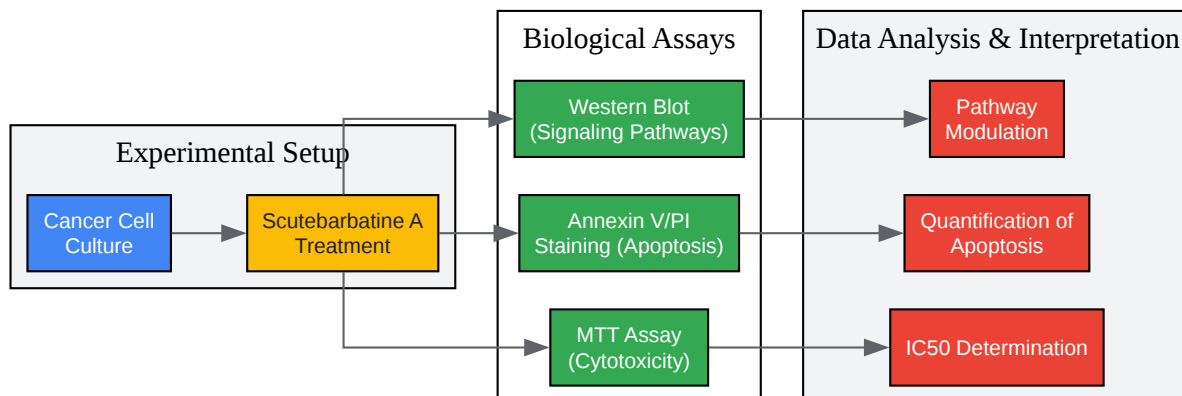 Experimental Setup
Cancer Cell
Culture
Scutebarbatine A
Treatment
Biological Assays
Western Blot
(Signaling Pathways)
Annexin V/PI
Staining (Apoptosis)
MTT Assay
(Cytotoxicity)
Data Analysis & Interpretation
Pathway
Modulation
Quantification of
Apoptosis
IC50 Determination